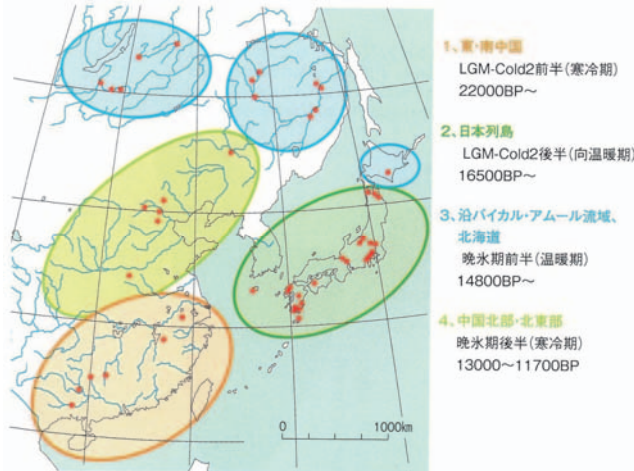 1、東・南中国
LGM-Cold2前半（寒冷期）
22000BP～
2、日本列島
LGM-Cold2後半（向温暖期）
16500BP～
3、沿バイカル・アムール流域、
北海道
晩氷期前半（温暖期）
14800BP～
4、中国北部・北東部
晩氷期後半（寒冷期）
13000～11700BP
0 1000km